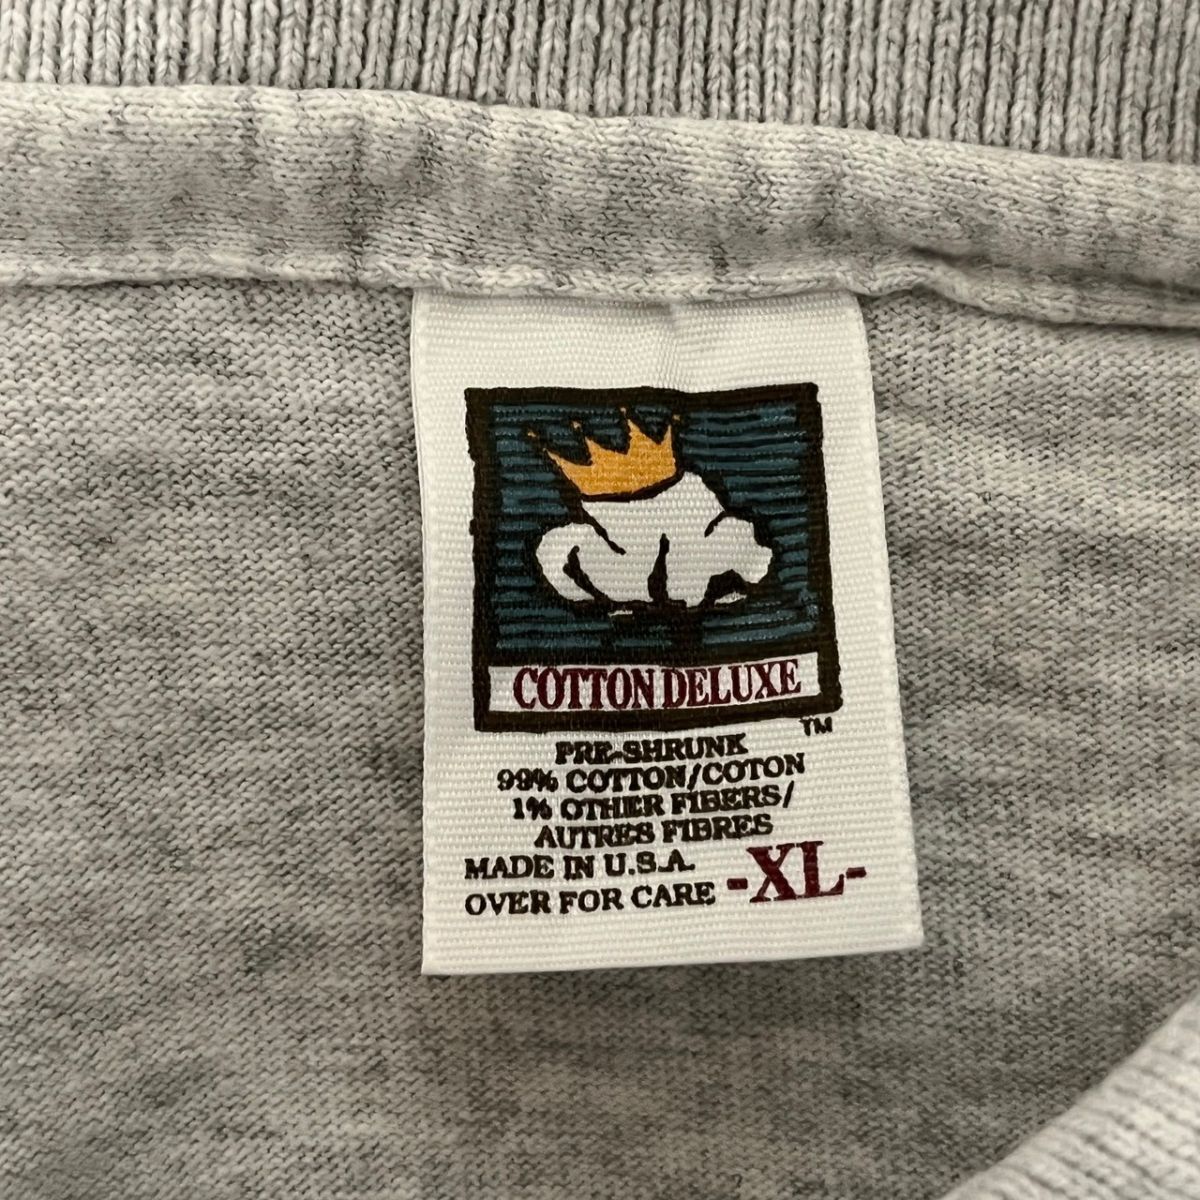 COTTON DELUXE
TM
PRE-SHRUNK
99% COTTON/COTON
1% OTHER FIBERS/
AUTRES FIBRES
MADE IN U.S.A.
OVER FOR CARE -XL-